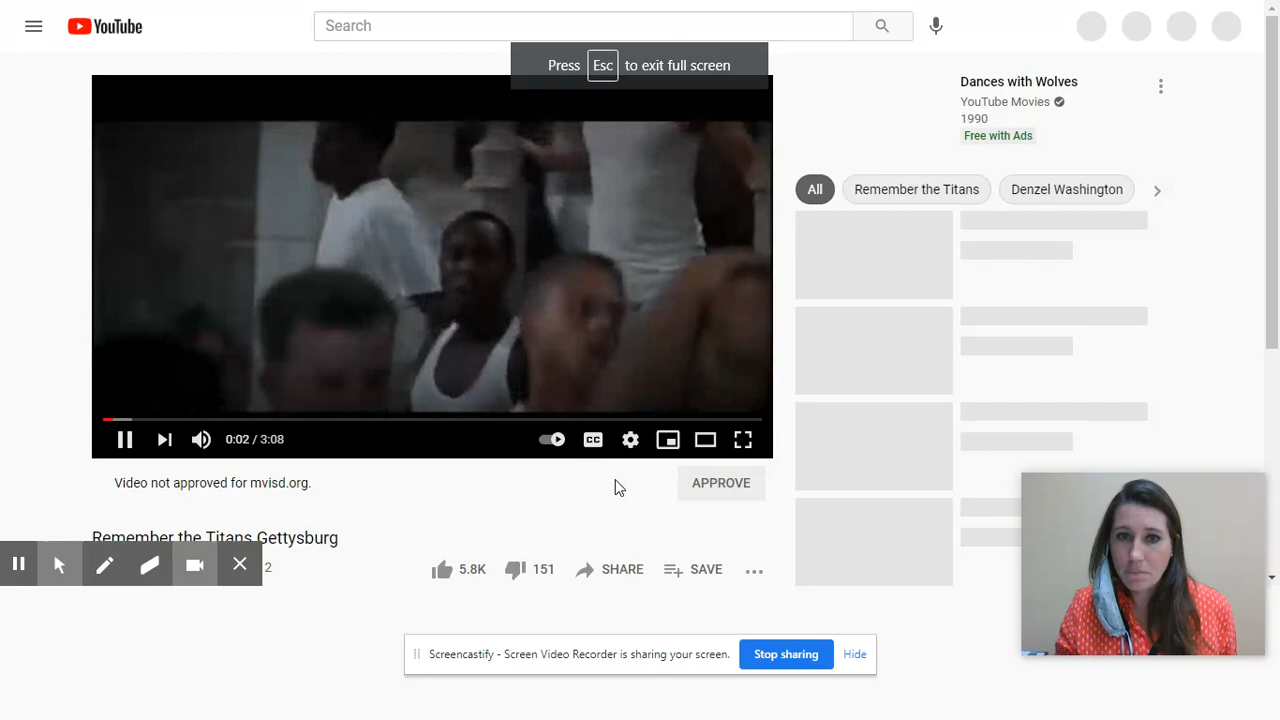 YouTube
Search
Press Esc to exit full screen
Dances with Wolves
YouTube Movies
1990
Free with Ads
All Remember the Titans Denzel Washington
0:02 / 3:08
CC
Video not approved for mvisd.org.
APPROVE
Remember the Titans Gettysburg
2
5.8K 151 SHARE SAVE
Screencastify - Screen Video Recorder is sharing your screen.
Stop sharing
Hide